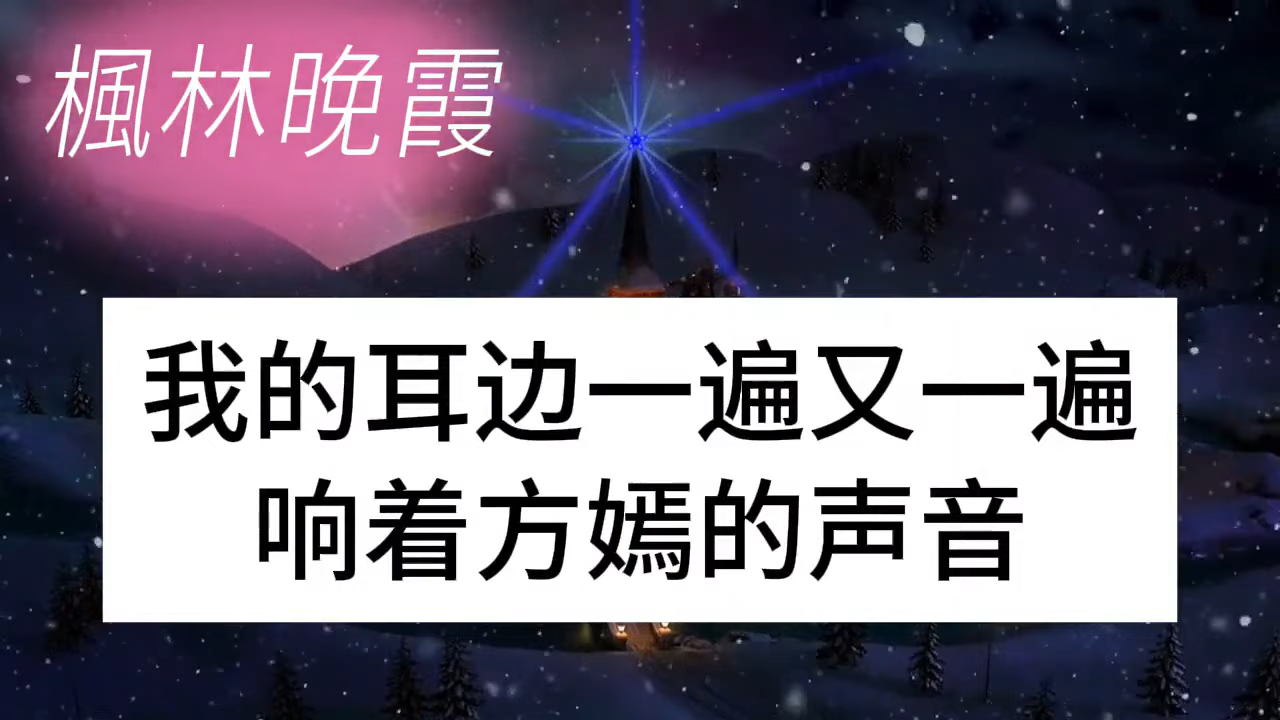 楓林晚霞
我的耳边一遍又一遍
响着方嫣的声音